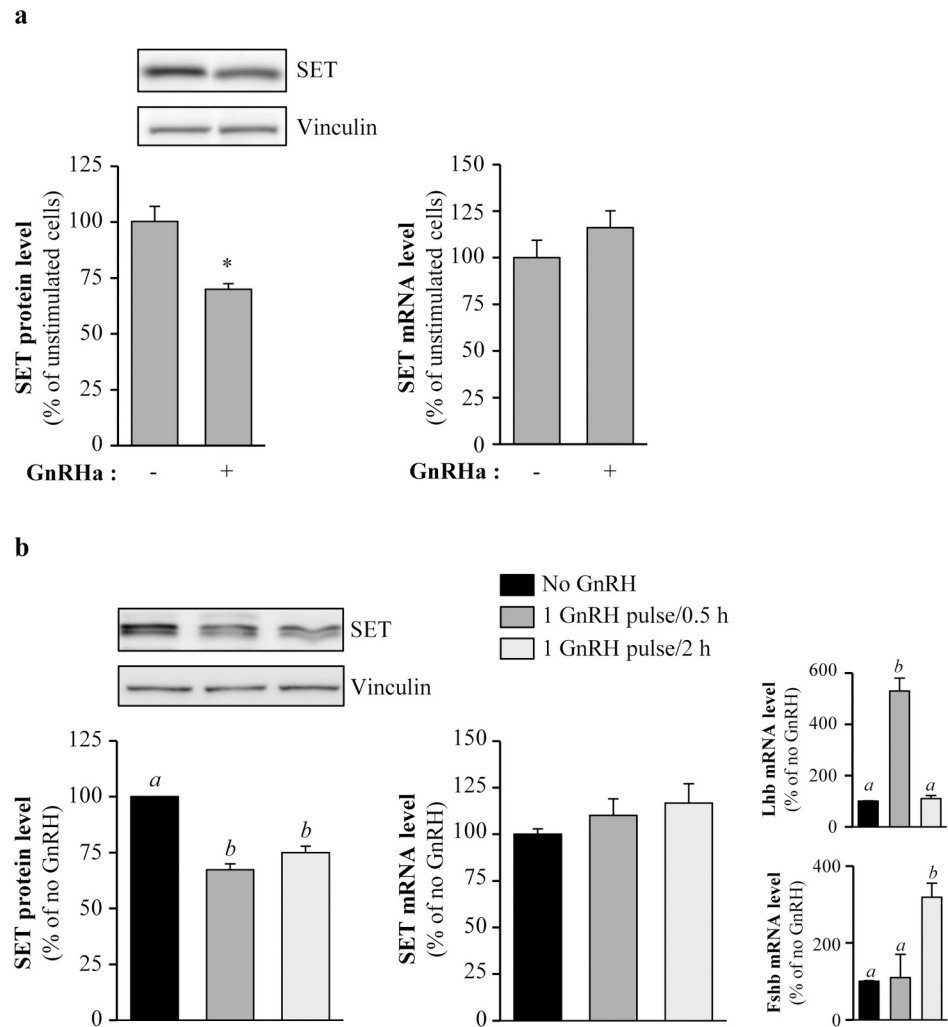 a
SET
Vinculin
SET protein level
(% of unstimulated cells)
125
100
75
50
25
0
*
GnRHa : - +
SET mRNA level
(% of unstimulated cells)
150
125
100
75
50
25
0
GnRHa : - +
b
No GnRH
1 GnRH pulse/0.5 h
1 GnRH pulse/2 h
SET
Vinculin
SET protein level
(% of no GnRH)
125
100
75
50
25
0
a
b
b
SET mRNA level
(% of no GnRH)
150
125
100
75
50
25
0
Lhb mRNA level
(% of no GnRH)
600
400
200
0
a
b
a
Fshb mRNA level
(% of no GnRH)
400
200
0
a
a
b